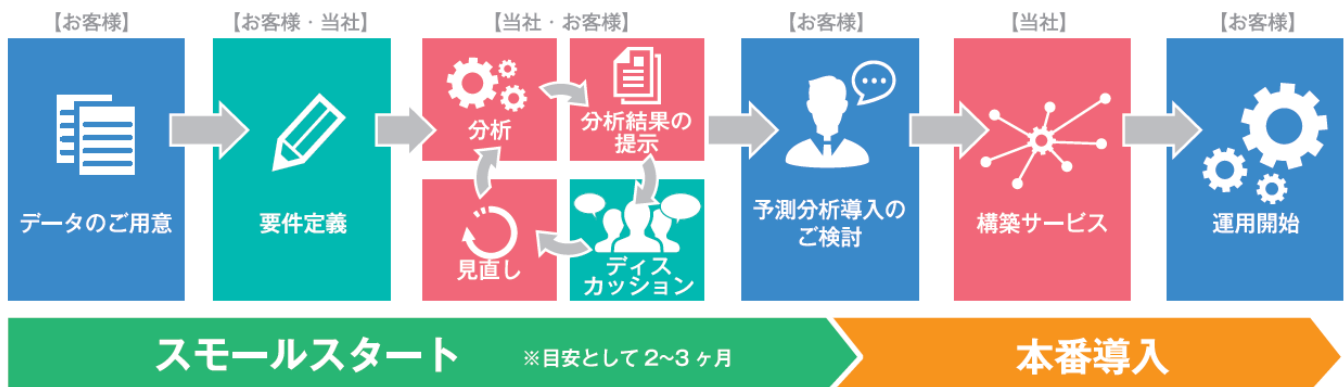 【お客様】
データのご用意
【お客様・当社】
要件定義
【当社・お客様】
分析
分析結果の
提示
ディス
カッション
見直し
【お客様】
予測分析導入の
ご検討
【当社】
構築サービス
【お客様】
運用開始
スモールスタート
※目安として2~3ヶ月
本番導入